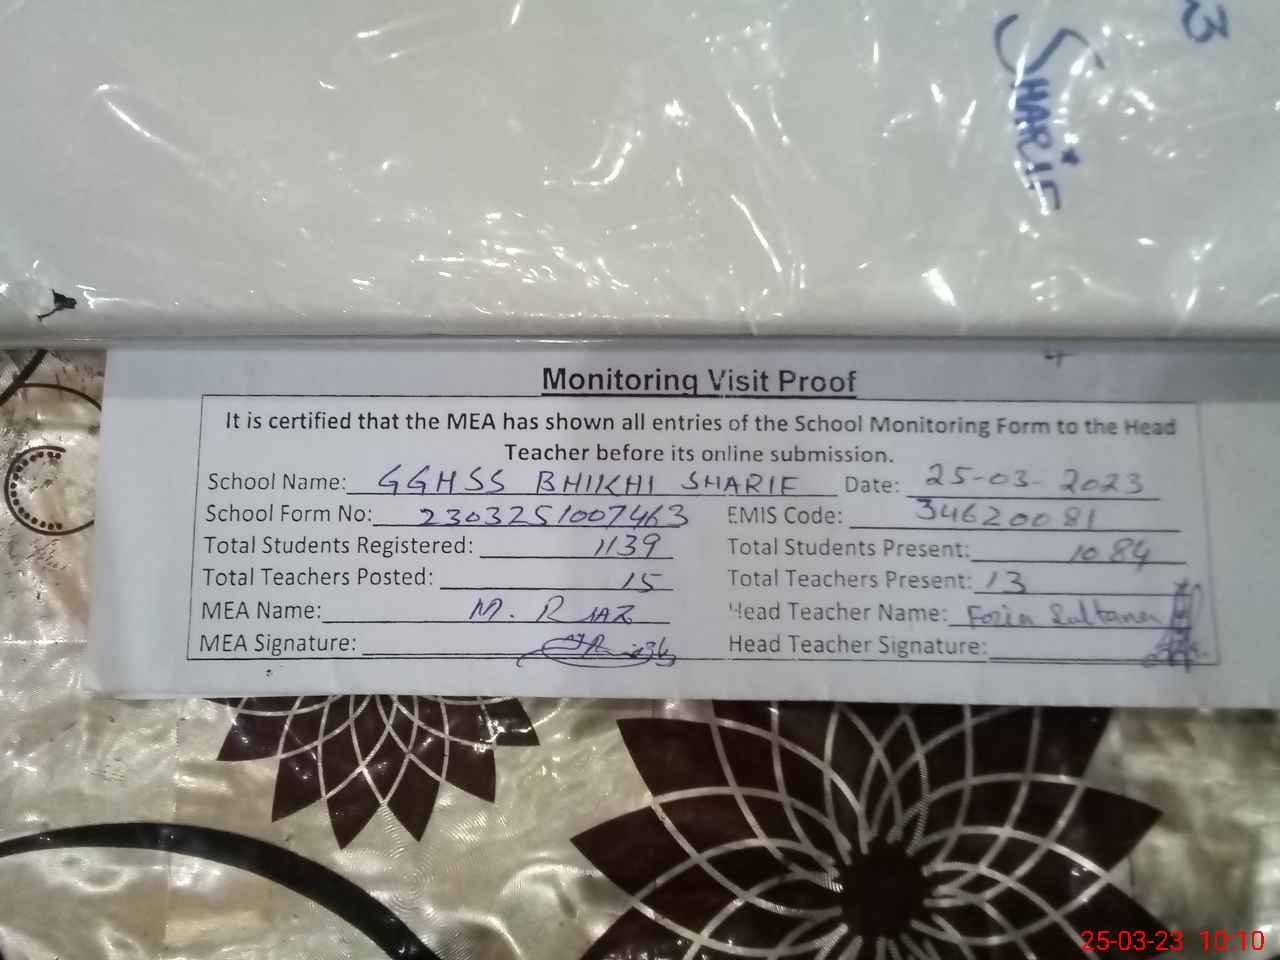 3
SHARIF
Monitoring Visit Proof
It is certified that the MEA has shown all entries of the School Monitoring Form to the Head
Teacher before its online submission.
School Name: GGHSS BHIKHI SHARIF Date: 25-03-2023
School Form No: 2303251007463 EMIS Code: 34620081
Total Students Registered: 1139 Total Students Present: 1084
Total Teachers Posted: 15 Total Teachers Present: 13
MEA Name: M. RIAZ Head Teacher Name: Fozia Sultana
MEA Signature: Head Teacher Signature:
25-03-23 10:10